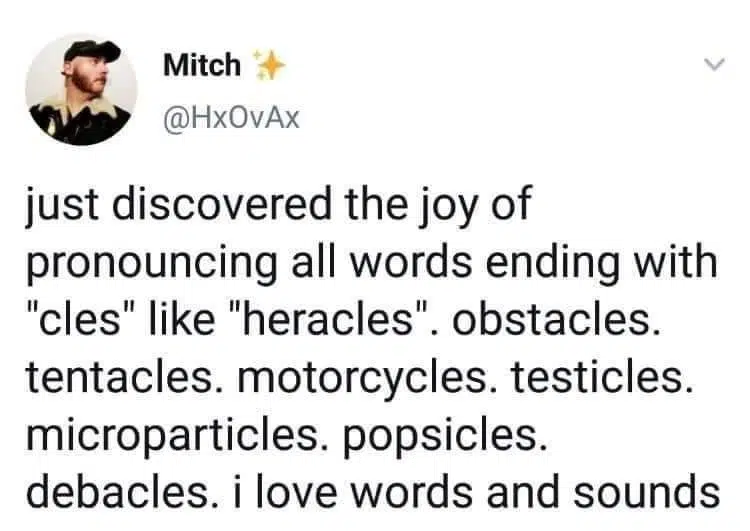 Mitch ✨
@HxOvAx
just discovered the joy of
pronouncing all words ending with
"cles" like "heracles". obstacles.
tentacles. motorcycles. testicles.
microparticles. popsicles.
debacles. i love words and sounds